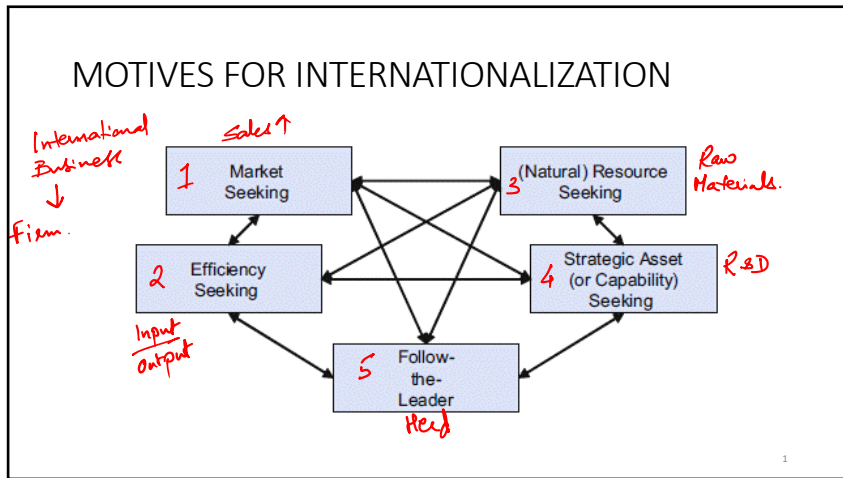 MOTIVES FOR INTERNATIONALIZATION
International
Business
↓
Firm.
Sales ↑
1
Market
Seeking
3
(Natural) Resource
Seeking
Raw
Materials.
2
Efficiency
Seeking
Input
Output
4
Strategic Asset
(or Capability)
Seeking
R&D
5
Follow-
the-
Leader
Herd
1